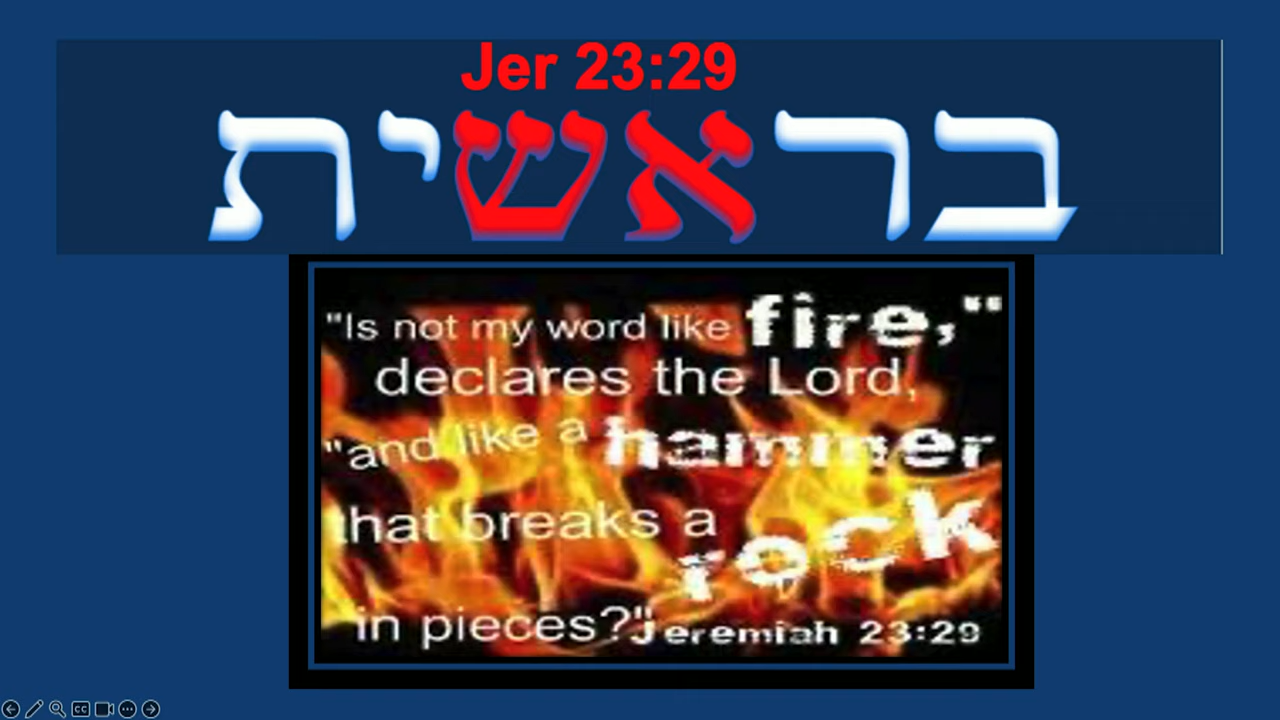 Jer 23:29
בראשית
"Is not my word like fire,"
declares the Lord,
"and like a hammer
that breaks a
rock
in pieces?"
Jeremiah 23:29
CC